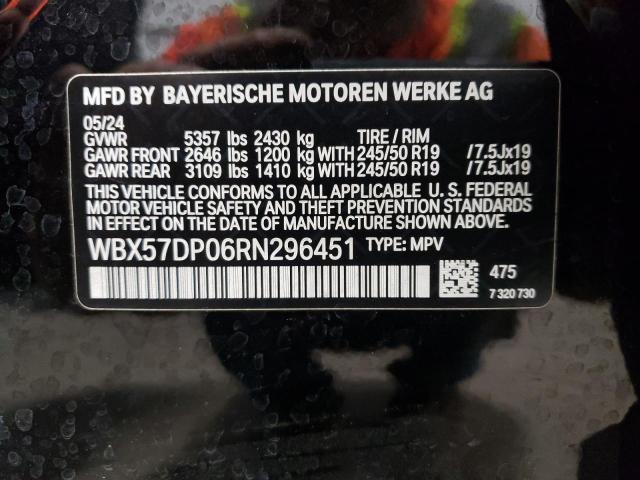 MFD BY BAYERISCHE MOTOREN WERKE AG
05/24
GVWR 5357 lbs 2430 kg TIRE / RIM
GAWR FRONT 2646 lbs 1200 kg WITH 245/50 R19 /7.5Jx19
GAWR REAR 3109 lbs 1410 kg WITH 245/50 R19 /7.5Jx19
THIS VEHICLE CONFORMS TO ALL APPLICABLE U. S. FEDERAL
MOTOR VEHICLE SAFETY AND THEFT PREVENTION STANDARDS
IN EFFECT ON THE DATE OF MANUFACTURE SHOWN ABOVE.
WBX57DP06RN296451 TYPE: MPV
475
7 320 730